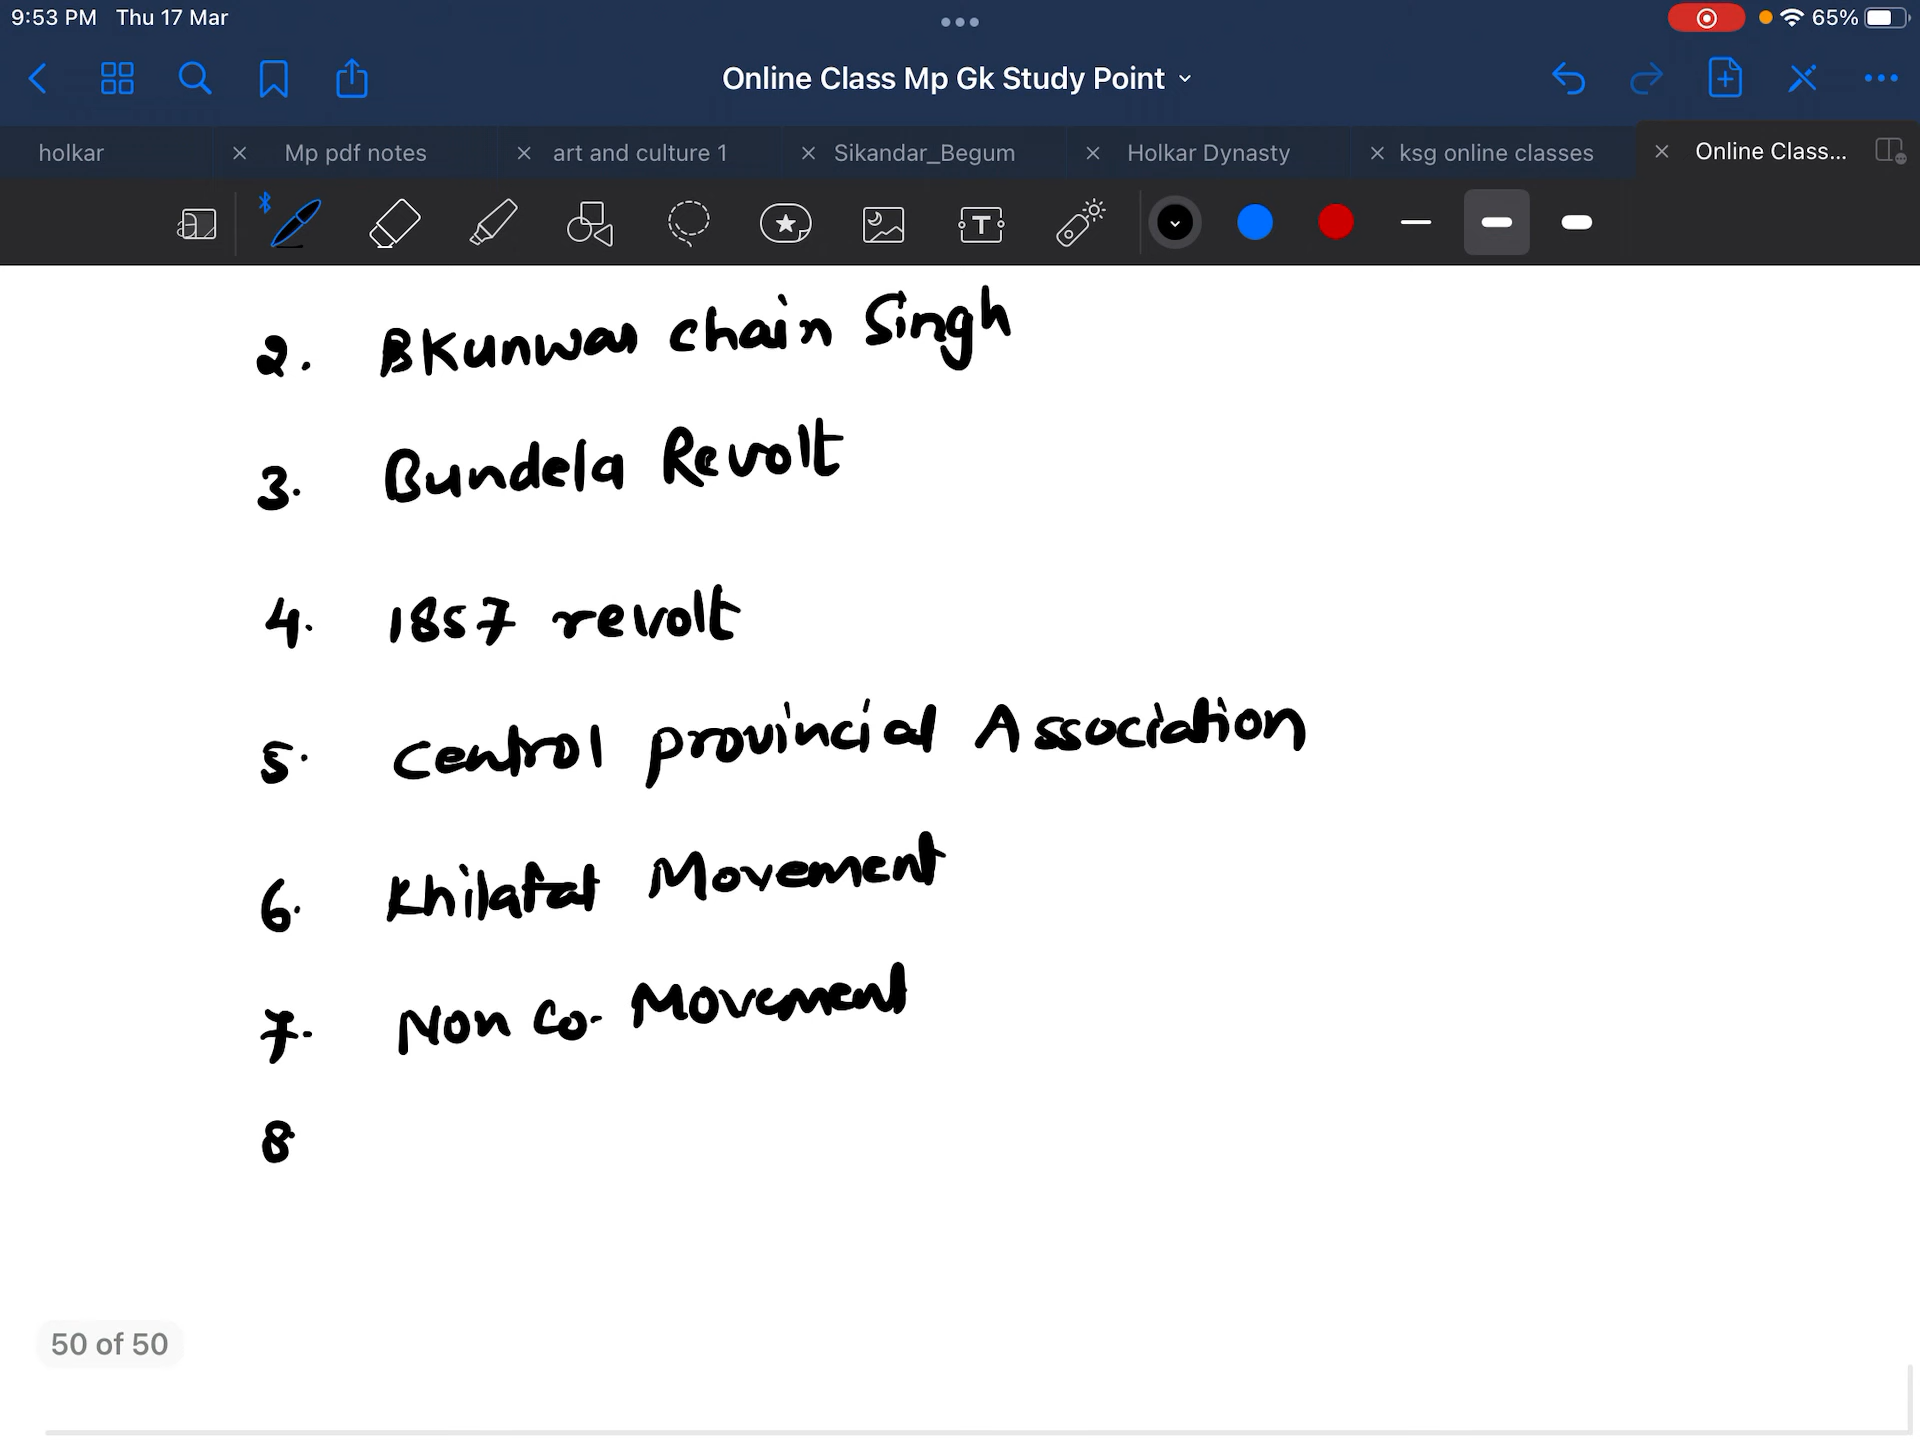 9:53 PM Thu 17 Mar
65%
Online Class Mp Gk Study Point
holkar
Mp pdf notes
art and culture 1
Sikandar_Begum
Holkar Dynasty
ksg online classes
Online Class...
2. BKunwar chain Singh
3. Bundela Revolt
4. 1857 revolt
5. Central provincial Association
6. Khilafat Movement
7. Non Co- Movement
8
50 of 50